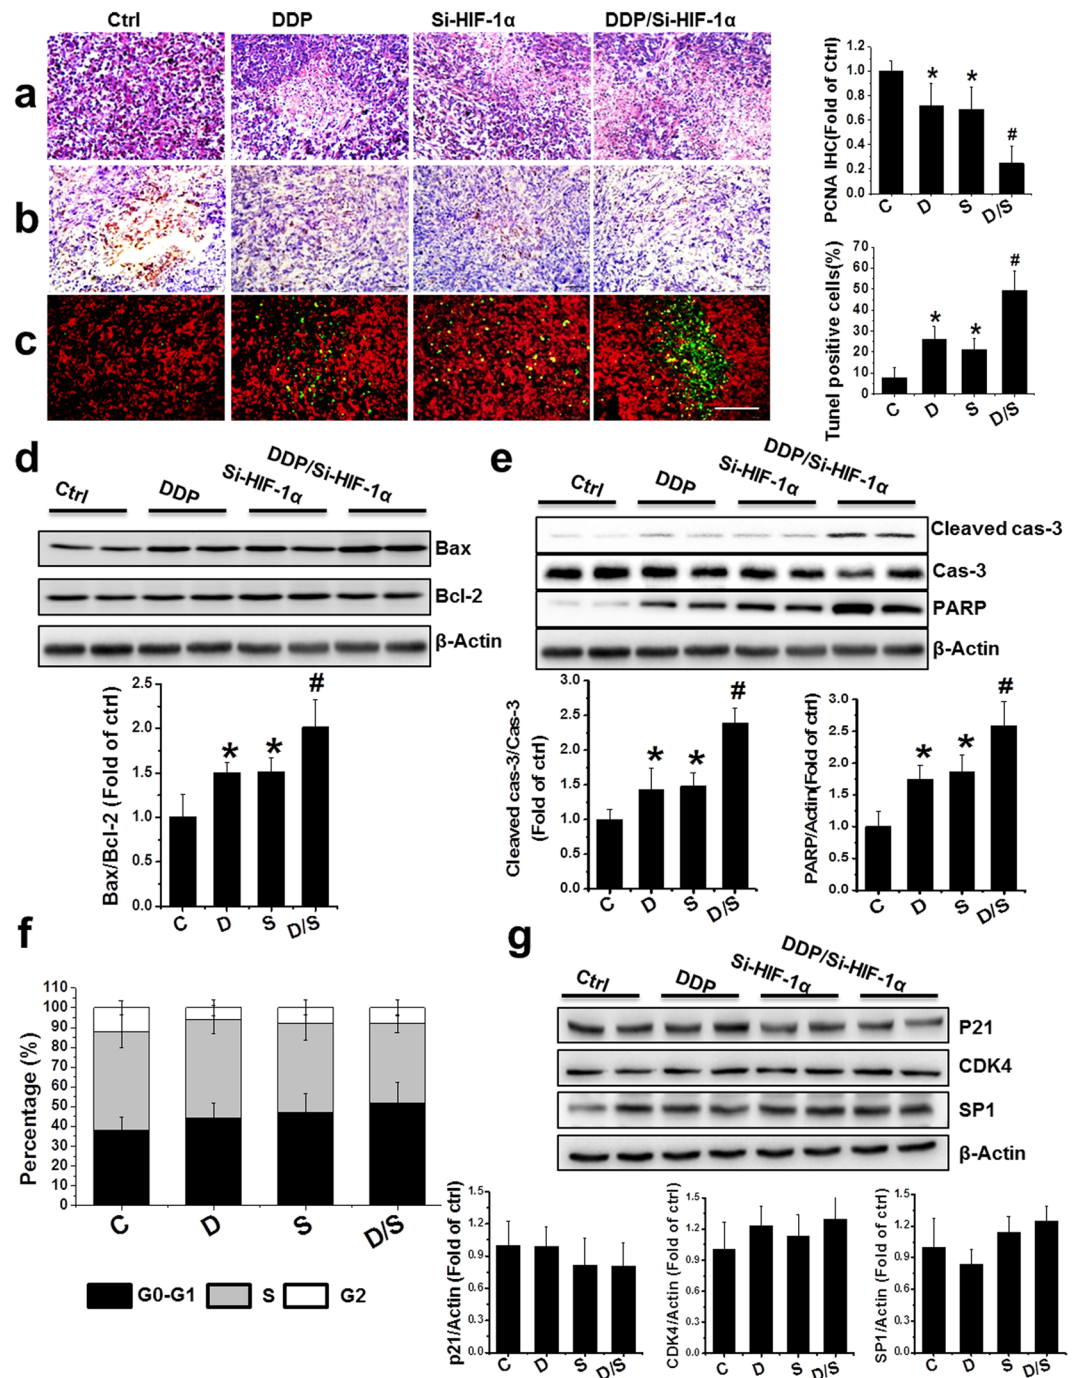 Ctrl DDP Si-HIF-1α DDP/Si-HIF-1α
a
b
c
PCNA IHC(Fold of Ctrl)
1.2
1.0
0.8
0.6
0.4
0.2
0.0
* * #
C D S D/S
Tunel positive cells(%)
70
60
50
40
30
20
10
0
* * #
C D S D/S
d
Ctrl DDP Si-HIF-1α DDP/Si-HIF-1α
Bax
Bcl-2
β-Actin
Bax/Bcl-2 (Fold of ctrl)
2.5
2.0
1.5
1.0
0.5
0.0
* * #
C D S D/S
e
Ctrl DDP Si-HIF-1α DDP/Si-HIF-1α
Cleaved cas-3
Cas-3
PARP
β-Actin
Cleaved cas-3/Cas-3
(Fold of ctrl)
3.0
2.5
2.0
1.5
1.0
0.5
0.0
* * #
C D S D/S
PARP/Actin(Fold of ctrl)
3.0
2.5
2.0
1.5
1.0
0.5
0.0
* * #
C D S D/S
f
Percentage (%)
110
100
90
80
70
60
50
40
30
20
10
0
C D S D/S
G0-G1 S G2
g
Ctrl DDP Si-HIF-1α DDP/Si-HIF-1α
P21
CDK4
SP1
β-Actin
p21/Actin (Fold of ctrl)
1.5
1.2
0.9
0.6
0.3
0.0
C D S D/S
CDK4/Actin (Fold of ctrl)
1.5
1.2
0.9
0.6
0.3
0.0
C D S D/S
SP1/Actin (Fold of ctrl)
1.5
1.2
0.9
0.6
0.3
0.0
C D S D/S